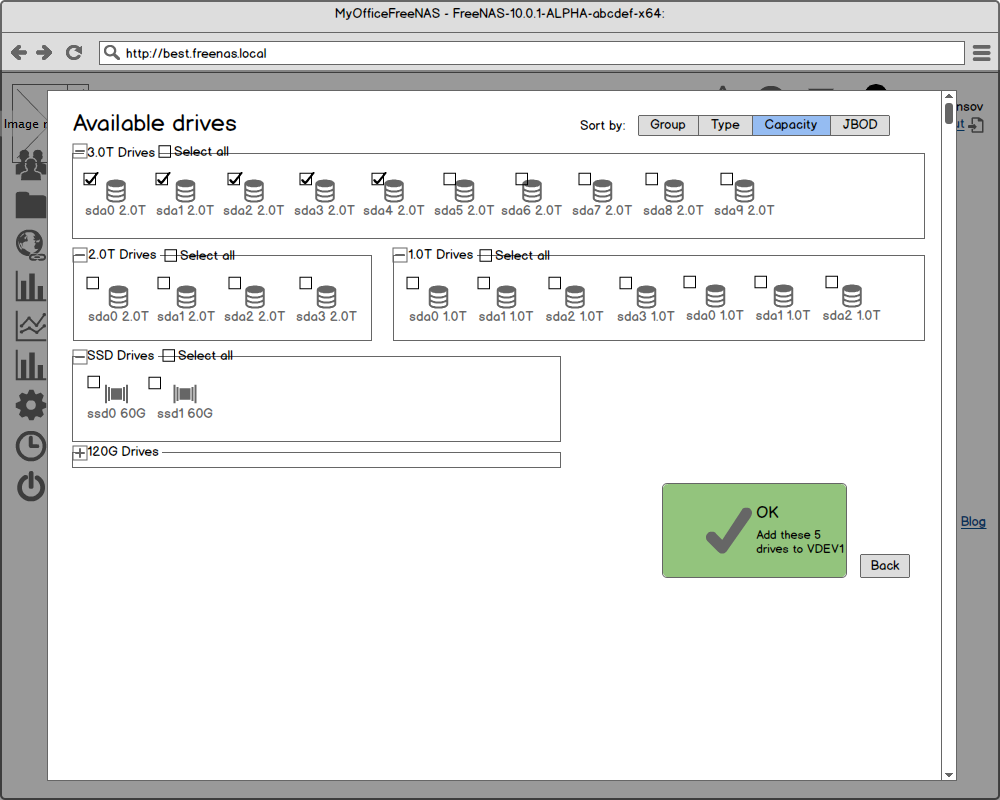 MyOfficeFreeNAS - FreeNAS-10.0.1-ALPHA-abcdef-x64:
http://best.freenas.local
Image
Available drives
Sort by: Group Type Capacity JBOD
3.0T Drives Select all
sda0 2.0T sda1 2.0T sda2 2.0T sda3 2.0T sda4 2.0T sda5 2.0T sda6 2.0T sda7 2.0T sda8 2.0T sda9 2.0T
2.0T Drives Select all
sda0 2.0T sda1 2.0T sda2 2.0T sda3 2.0T
1.0T Drives Select all
sda0 1.0T sda1 1.0T sda2 1.0T sda3 1.0T sda0 1.0T sda1 1.0T sda2 1.0T
SSD Drives Select all
ssd0 60G ssd1 60G
120G Drives
OK
Add these 5
drives to VDEV1
Back
Blog